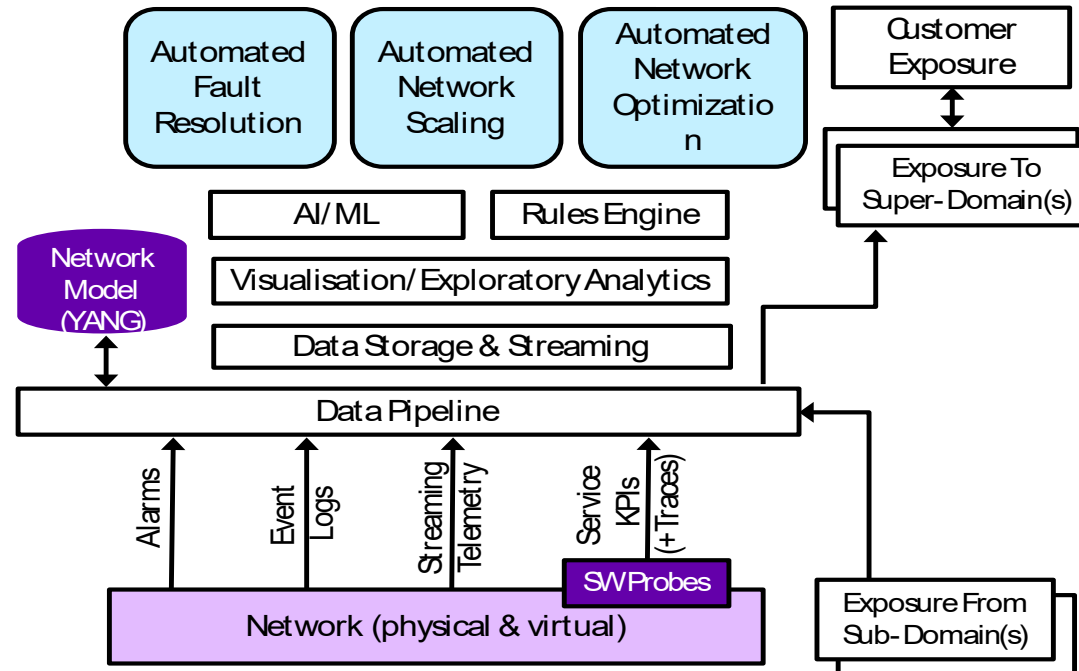 Automated
Fault
Resolution
Automated
Network
Scaling
Automated
Network
Optimizatio
n
Customer
Exposure
Exposure To
Super-Domain(s)
AI/ML
Rules Engine
Network
Model
(YANG)
Visualisation/Exploratory Analytics
Data Storage & Streaming
Data Pipeline
Alarms
Event
Logs
Streaming
Telemetry
Service
KPIs
(+Traces)
SW Probes
Network (physical & virtual)
Exposure From
Sub-Domain(s)